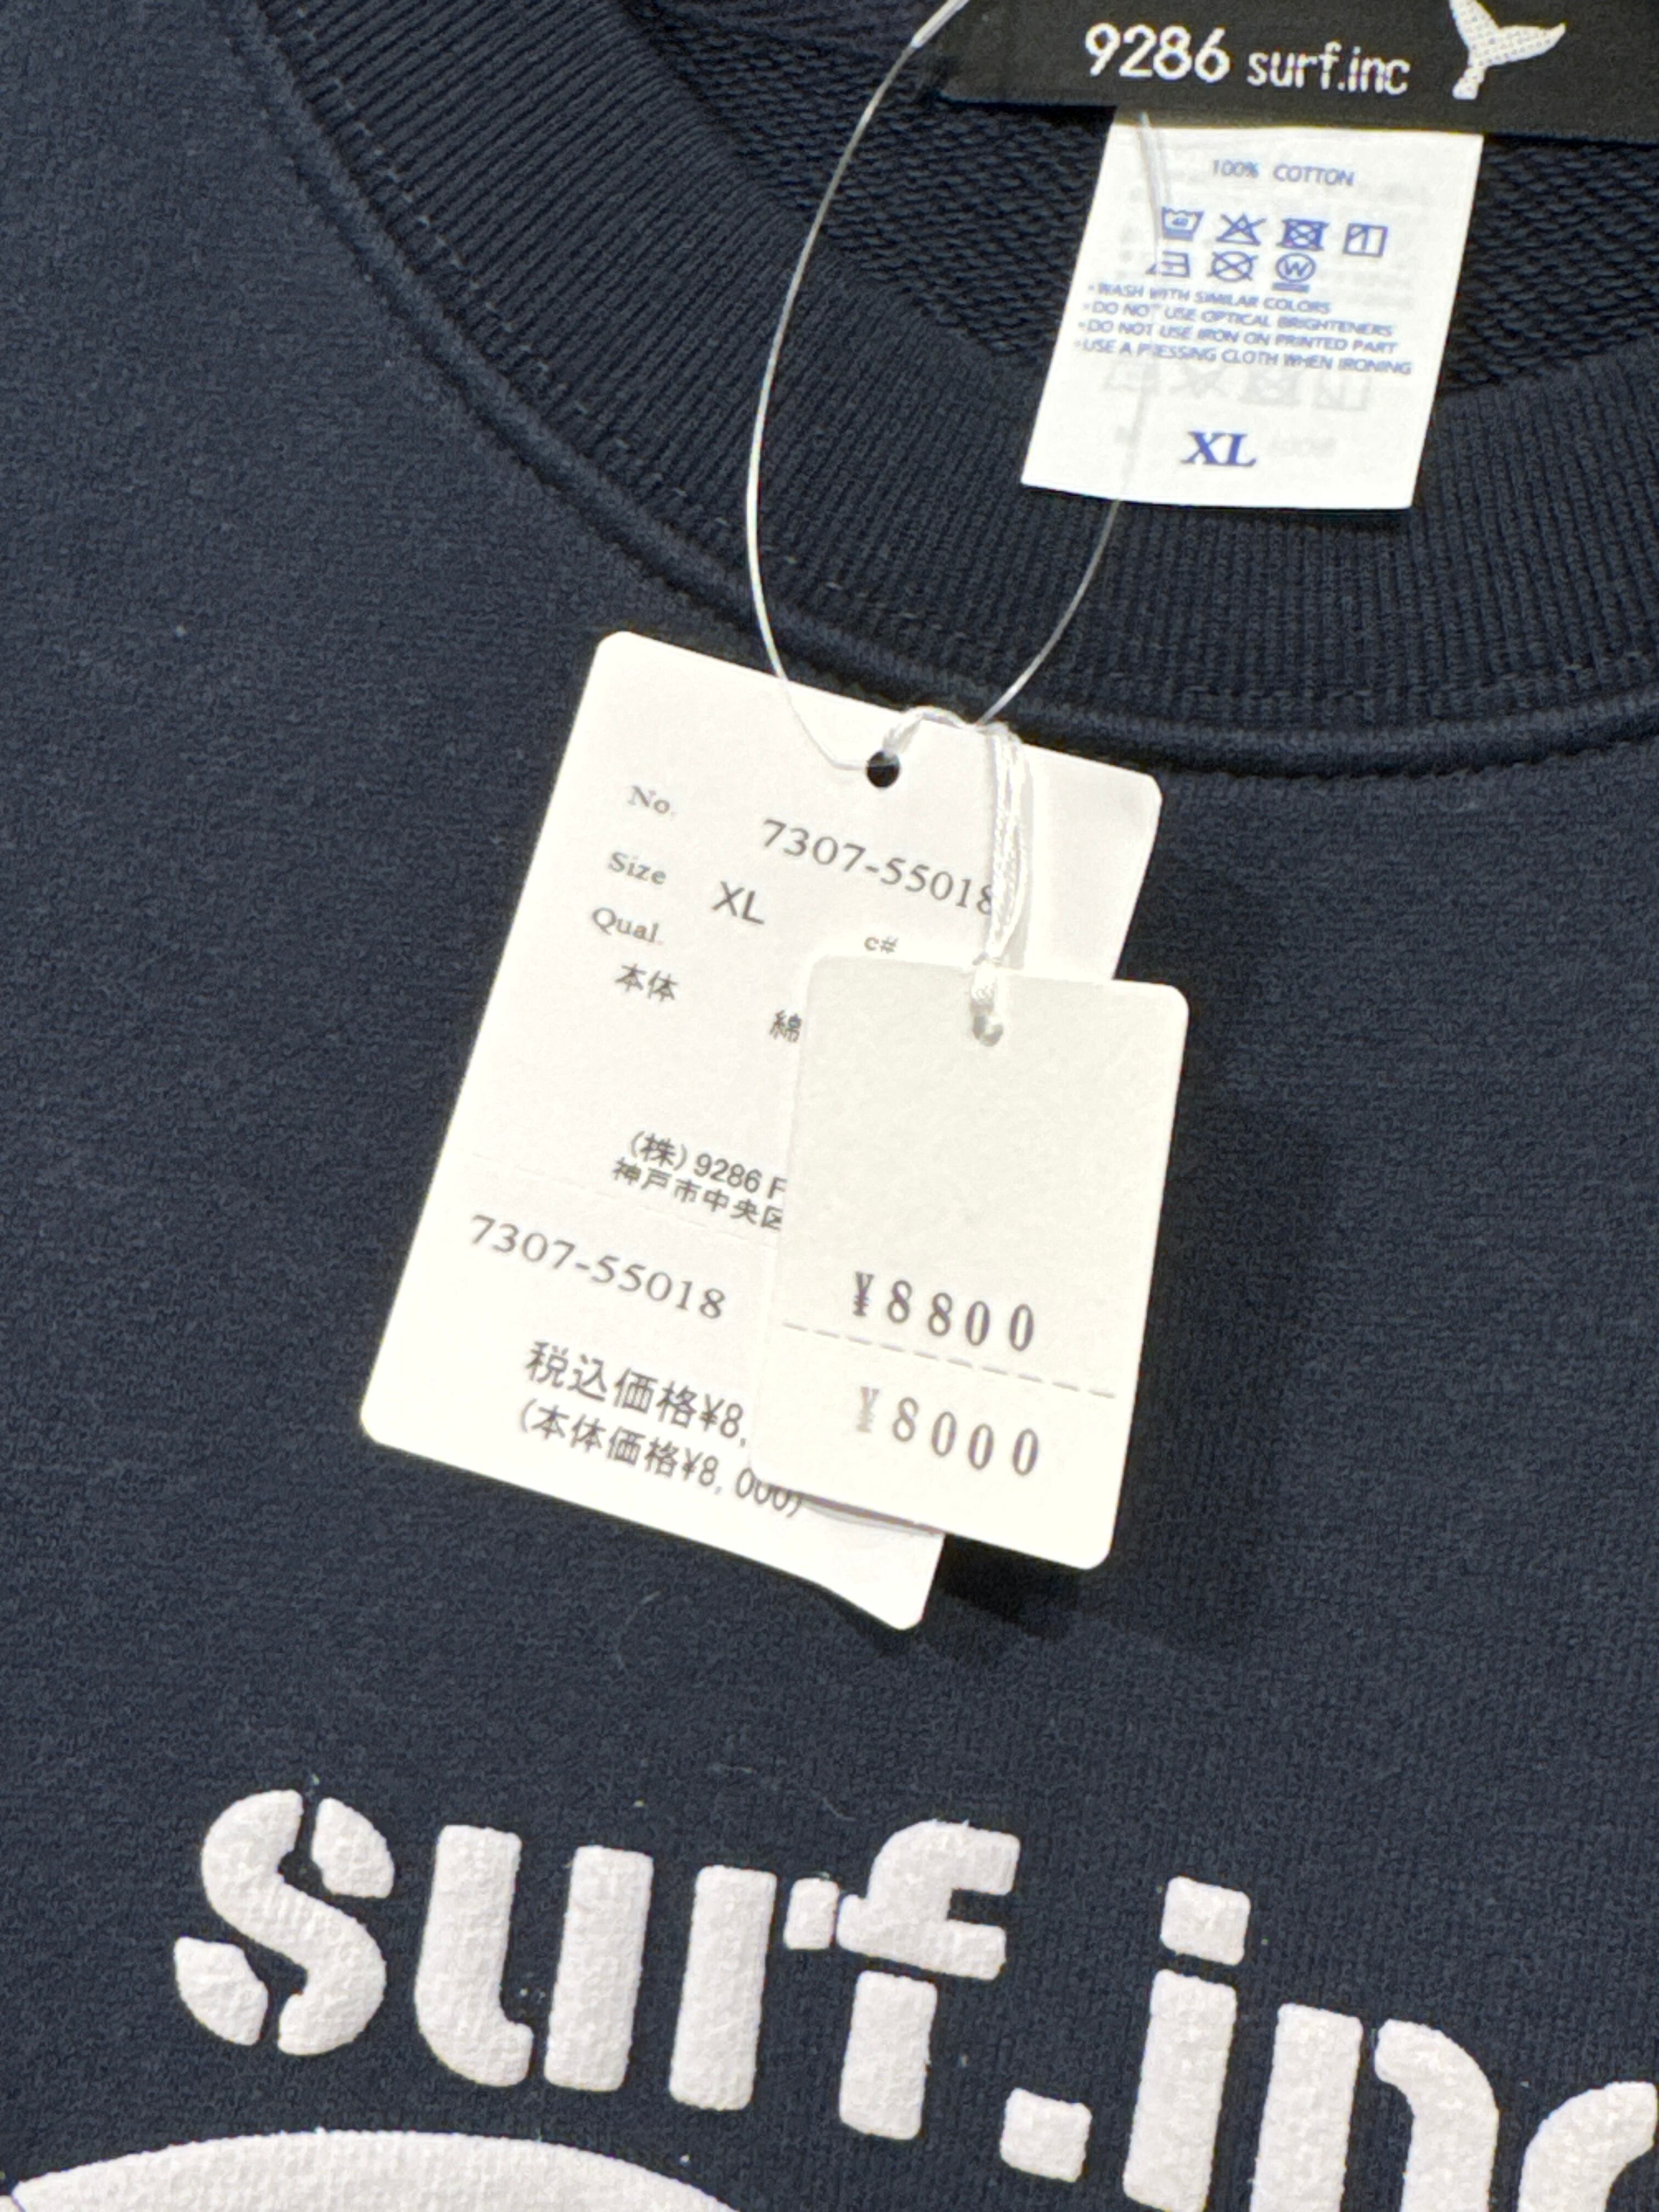 9286 surf.inc
100% COTTON
W
•WASH WITH SIMILAR COLORS
•DO NOT USE OPTICAL BRIGHTENERS
•DO NOT USE IRON ON PRINTED PART
•USE A PRESSING CLOTH WHEN IRONING
XL
No. 7307-55018
Size XL
c#
Qual.
本体
綿
(株) 9286 F
神戸市中央区
7307-55018
税込価格¥8,
(本体価格¥8,000)
¥8800
¥8000
surf.inc